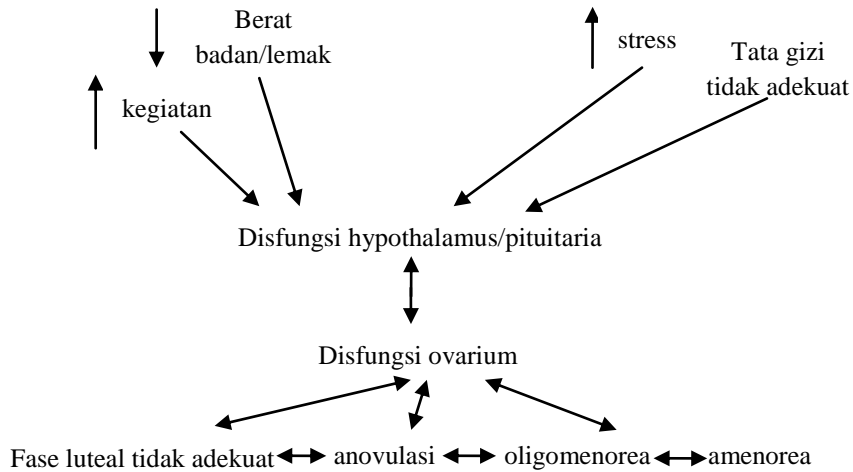 Berat
badan/lemak
stress
Tata gizi
tidak adekuat
kegiatan
Disfungsi hypothalamus/pituitaria
Disfungsi ovarium
Fase luteal tidak adekuat
anovulasi
oligomenorea
amenorea